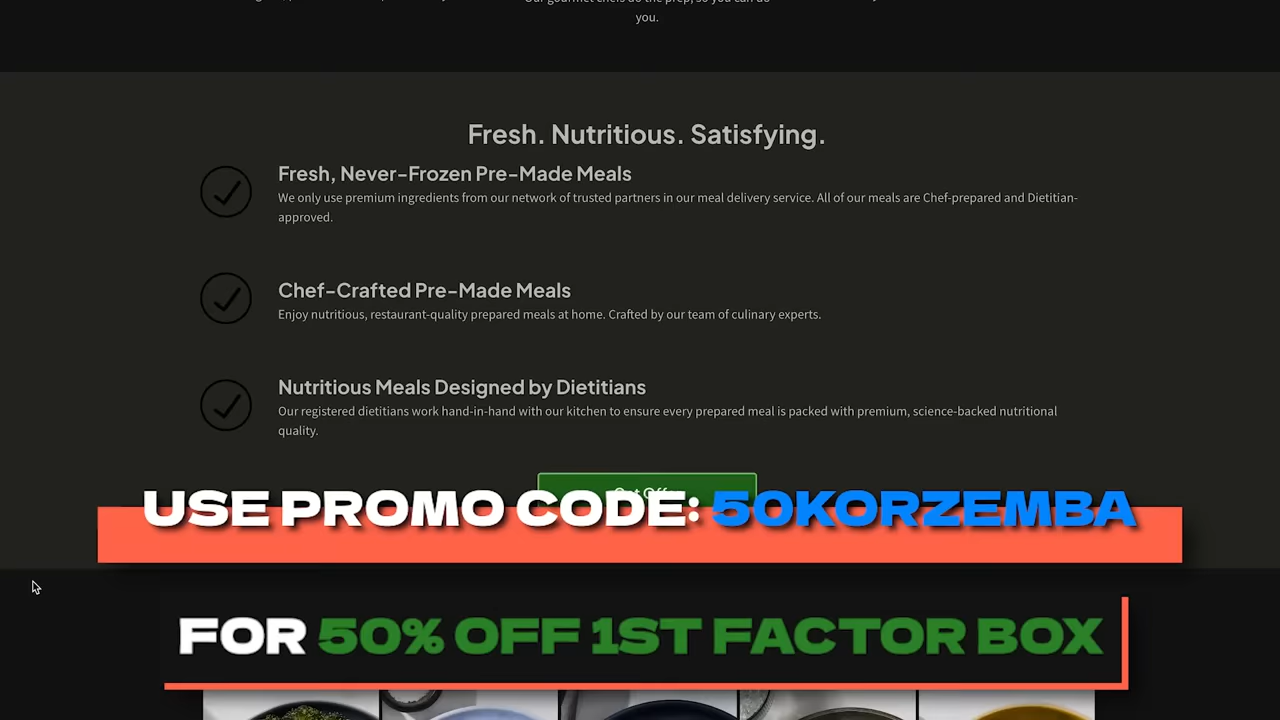 you.
Fresh. Nutritious. Satisfying.
Fresh, Never-Frozen Pre-Made Meals
We only use premium ingredients from our network of trusted partners in our meal delivery service. All of our meals are Chef-prepared and Dietitian-
approved.
Chef-Crafted Pre-Made Meals
Enjoy nutritious, restaurant-quality prepared meals at home. Crafted by our team of culinary experts.
Nutritious Meals Designed by Dietitians
Our registered dietitians work hand-in-hand with our kitchen to ensure every prepared meal is packed with premium, science-backed nutritional
quality.
USE PROMO CODE: 50KORZEMBA
FOR 50% OFF 1ST FACTOR BOX